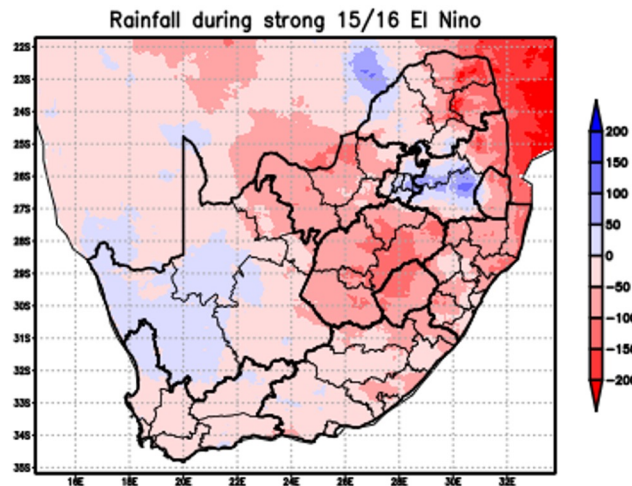 Rainfall during strong 15/16 El Nino
22S
23S
24S
25S
26S
27S
28S
29S
30S
31S
32S
33S
34S
35S
16E 18E 20E 22E 24E 26E 28E 30E 32E
200
150
100
50
0
-50
-100
-150
-200